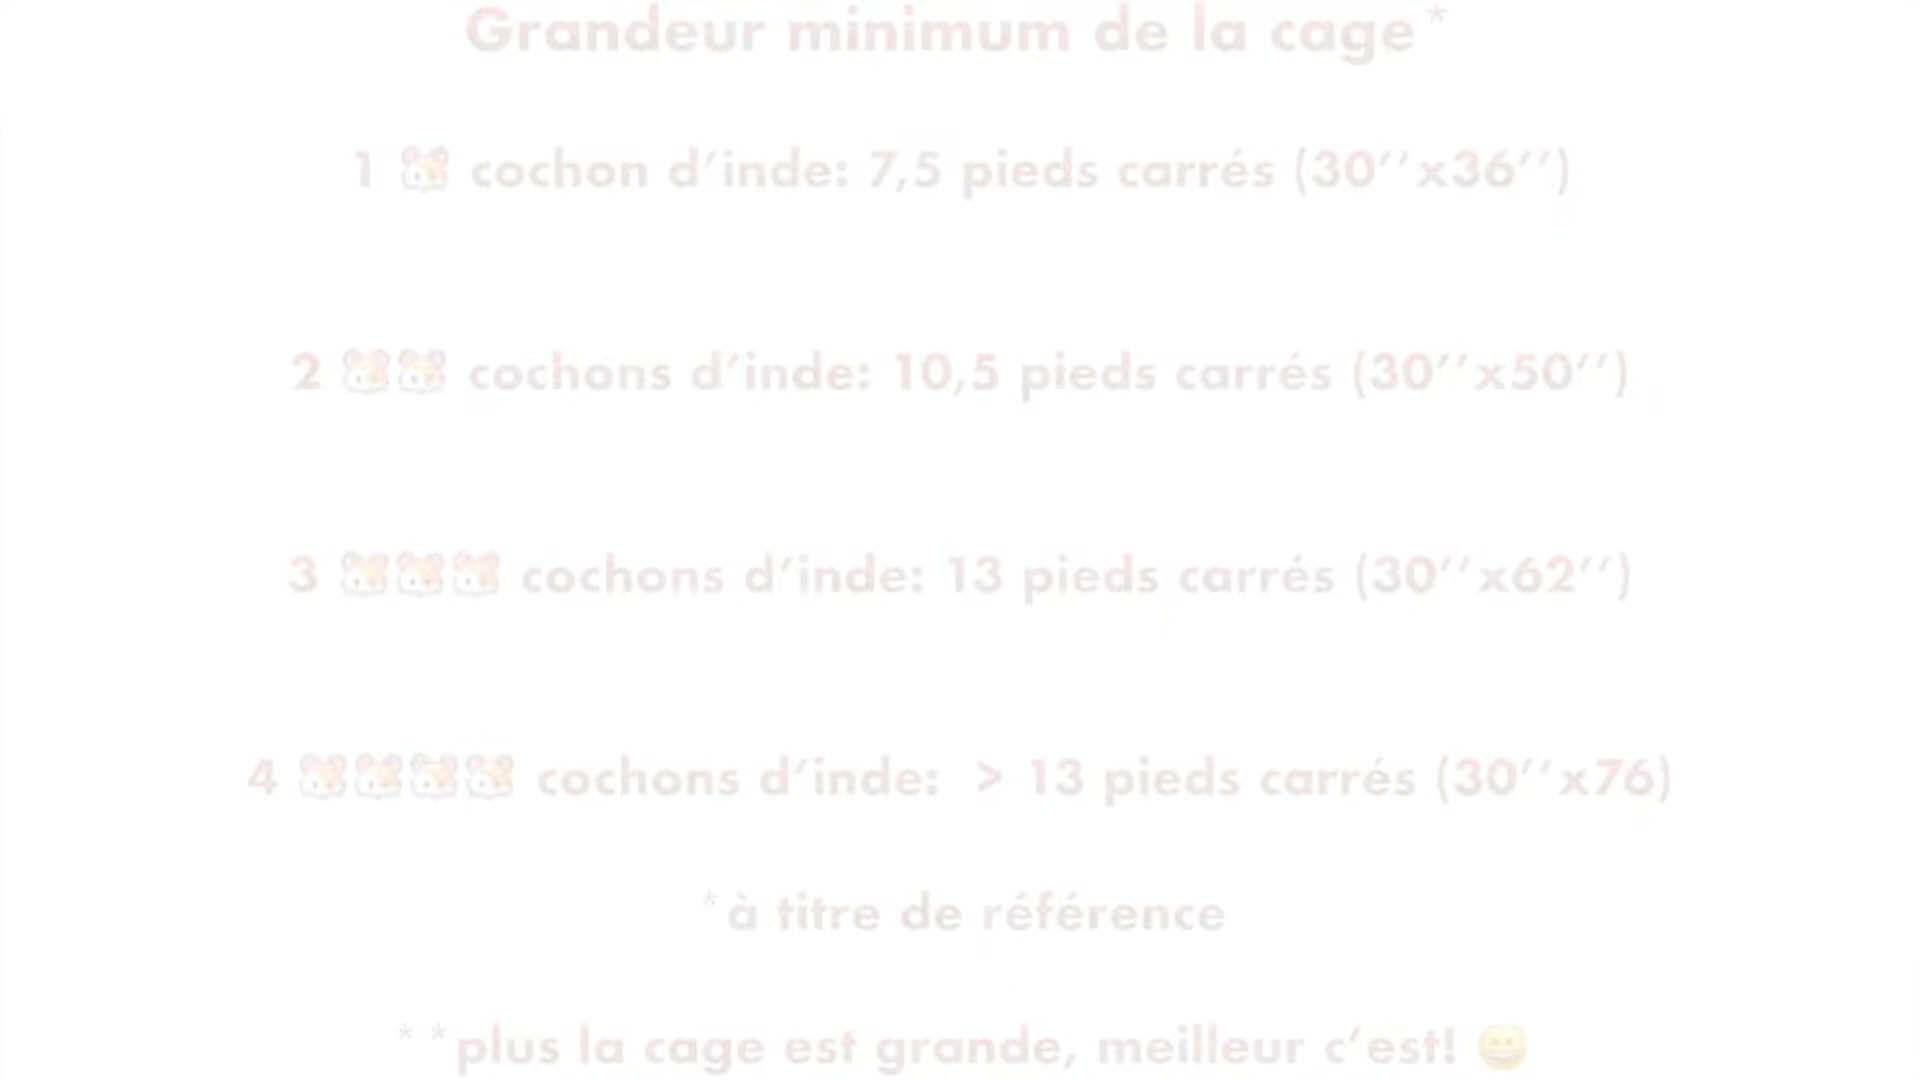 Grandeur minimum de la cage*
1 🐹 cochon d’inde: 7,5 pieds carrés (30’’x36’’)
2 🐹🐹 cochons d’inde: 10,5 pieds carrés (30’’x50’’)
3 🐹🐹🐹 cochons d’inde: 13 pieds carrés (30’’x62’’)
4 🐹🐹🐹🐹 cochons d’inde: > 13 pieds carrés (30’’x76)
*à titre de référence
**plus la cage est grande, meilleur c’est! 😄